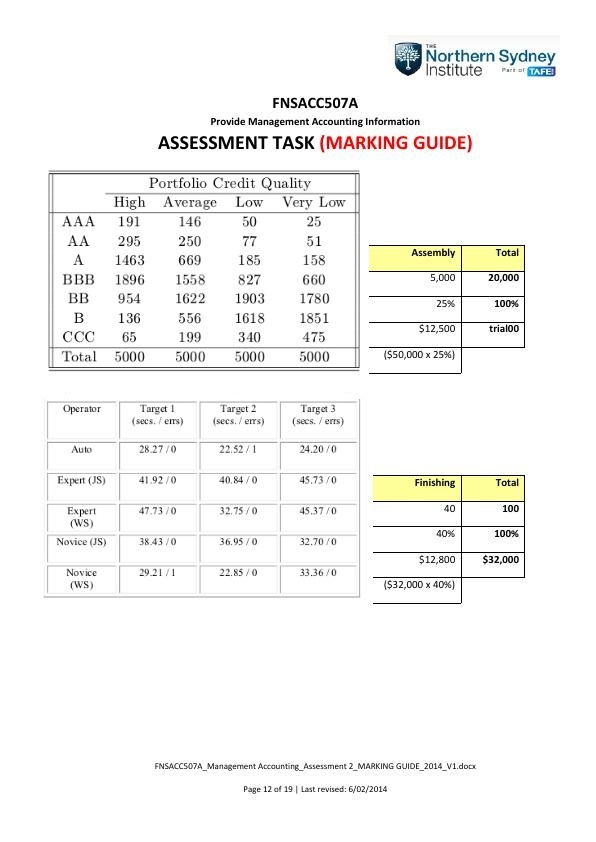 THE
Northern Sydney
Institute Part of TAFE
FNSACC507A
Provide Management Accounting Information
ASSESSMENT TASK (MARKING GUIDE)
Portfolio Credit Quality
High Average Low Very Low
AAA 191 146 50 25
AA 295 250 77 51
A 1463 669 185 158
BBB 1896 1558 827 660
BB 954 1622 1903 1780
B 136 556 1618 1851
CCC 65 199 340 475
Total 5000 5000 5000 5000
Assembly Total
5,000 20,000
25% 100%
$12,500 trial00
($50,000 x 25%)
Operator Target 1 Target 2 Target 3
(secs. / errs) (secs. / errs) (secs. / errs)
Auto 28.27 / 0 22.52 / 1 24.20 / 0
Expert (JS) 41.92 / 0 40.84 / 0 45.73 / 0
Expert 47.73 / 0 32.75 / 0 45.37 / 0
(WS)
Novice (JS) 38.43 / 0 36.95 / 0 32.70 / 0
Novice 29.21 / 1 22.85 / 0 33.36 / 0
(WS)
Finishing Total
40 100
40% 100%
$12,800 $32,000
($32,000 x 40%)
FNSACC507A_Management Accounting_Assessment 2_MARKING GUIDE_2014_V1.docx
Page 12 of 19 | Last revised: 6/02/2014